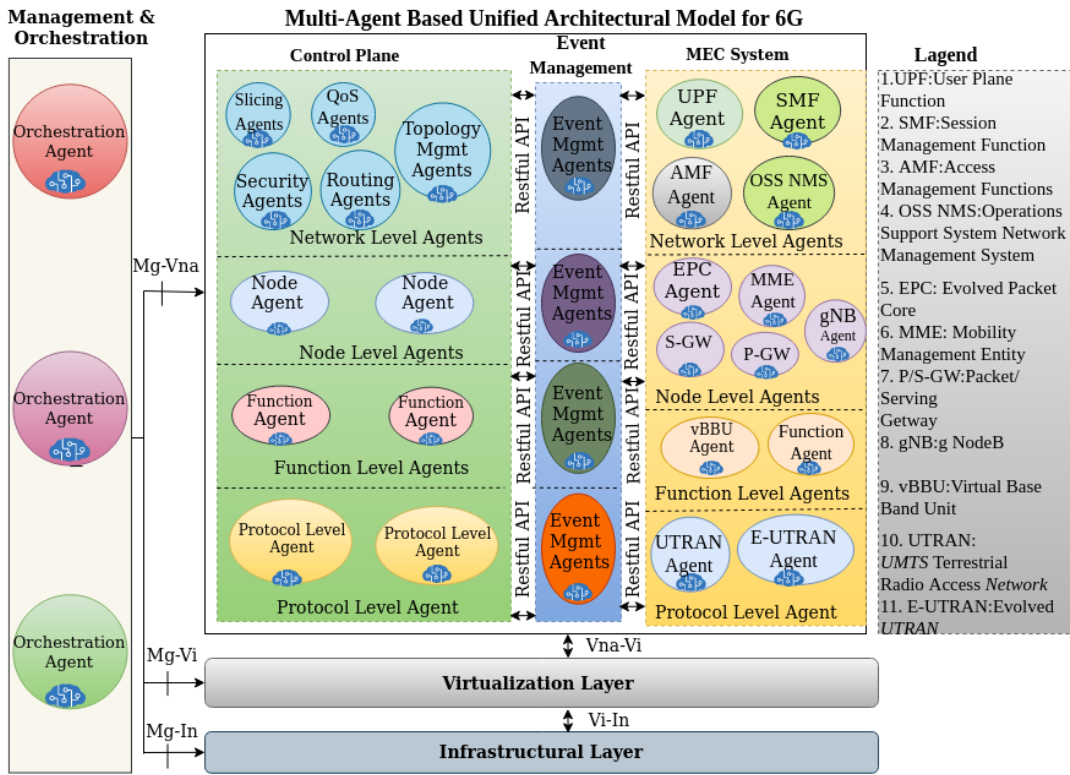 Management &
Orchestration
Orchestration
Agent
Orchestration
Agent
Orchestration
Agent
Mg-Vna
Mg-Vi
Mg-In
Multi-Agent Based Unified Architectural Model for 6G
Control Plane
Slicing
Agents
QoS
Agents
Topology
Mgmt
Agents
Security
Agents
Routing
Agents
Network Level Agents
Node
Agent
Node
Agent
Node Level Agents
Function
Agent
Function
Agent
Function Level Agents
Protocol Level
Agent
Protocol Level
Agent
Protocol Level Agent
Restful API
Restful API
Restful API
Restful API
Event
Management
Event
Mgmt
Agents
Event
Mgmt
Agents
Event
Mgmt
Agents
Event
Mgmt
Agents
Restful API
Restful API
Restful API
Restful API
MEC System
UPF
Agent
SMF
Agent
AMF
Agent
OSS NMS
Agent
Network Level Agents
EPC
Agent
MME
Agent
gNB
Agent
S-GW
P-GW
Node Level Agents
vBBU
Agent
Function
Agent
Function Level Agents
UTRAN
Agent
E-UTRAN
Agent
Protocol Level Agent
Vna-Vi
Virtualization Layer
Vi-In
Infrastructural Layer
Lagend
1.UPF:User Plane
Function
2. SMF:Session
Management Function
3. AMF:Access
Management Functions
4. OSS NMS:Operations
Support System Network
Management System
5. EPC: Evolved Packet
Core
6. MME: Mobility
Management Entity
7. P/S-GW:Packet/
Serving
Getway
8. gNB:g NodeB
9. vBBU:Virtual Base
Band Unit
10. UTRAN:
UMTS Terrestrial
Radio Access Network
11. E-UTRAN:Evolved
UTRAN